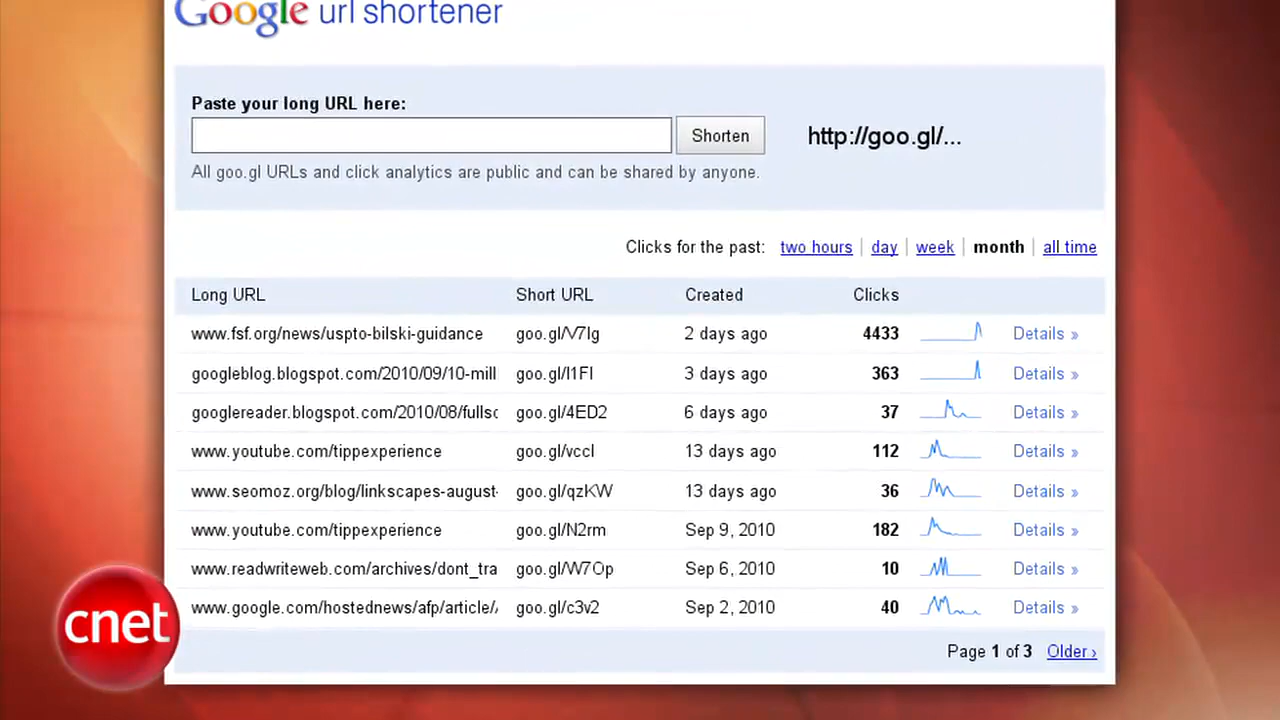 Google url shortener
Paste your long URL here:
Shorten
http://goo.gl/...
All goo.gl URLs and click analytics are public and can be shared by anyone.
Clicks for the past: two hours | day | week | month | all time
Long URL Short URL Created Clicks
www.fsf.org/news/uspto-bilski-guidance goo.gl/V7Ig 2 days ago 4433 Details »
googleblog.blogspot.com/2010/09/10-mill goo.gl/l1FI 3 days ago 363 Details »
googlereader.blogspot.com/2010/08/fullsc goo.gl/4ED2 6 days ago 37 Details »
www.youtube.com/tippexperience goo.gl/vccI 13 days ago 112 Details »
www.seomoz.org/blog/linkscapes-august- goo.gl/qzKW 13 days ago 36 Details »
www.youtube.com/tippexperience goo.gl/N2rm Sep 9, 2010 182 Details »
www.readwriteweb.com/archives/dont_tra goo.gl/W7Op Sep 6, 2010 10 Details »
www.google.com/hostednews/afp/article/ goo.gl/c3v2 Sep 2, 2010 40 Details »
cnet
Page 1 of 3 Older ›